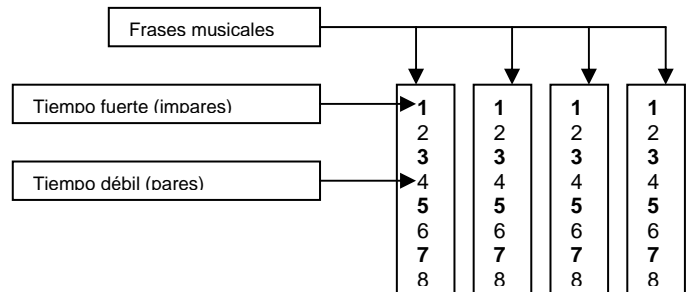 Frases musicales
Tiempo fuerte (impares)
Tiempo débil (pares)
1 1 1 1
2 2 2 2
3 3 3 3
4 4 4 4
5 5 5 5
6 6 6 6
7 7 7 7
8 8 8 8